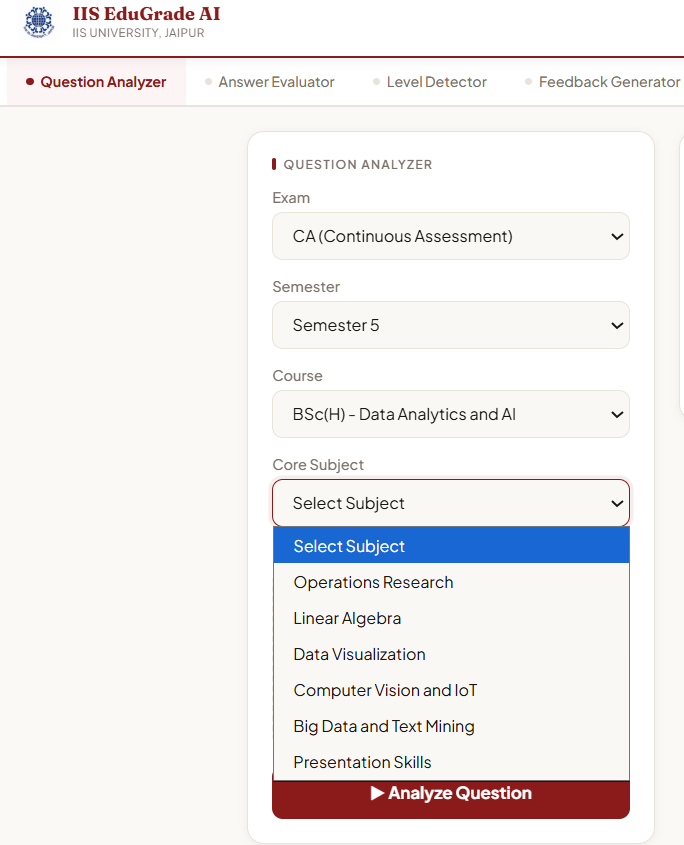 IIS EduGrade AI
IIS UNIVERSITY, JAIPUR
Question Analyzer
Answer Evaluator
Level Detector
Feedback Generator
QUESTION ANALYZER
Exam
CA (Continuous Assessment)
Semester
Semester 5
Course
BSc(H) - Data Analytics and AI
Core Subject
Select Subject
Select Subject
Operations Research
Linear Algebra
Data Visualization
Computer Vision and IoT
Big Data and Text Mining
Presentation Skills
▶ Analyze Question